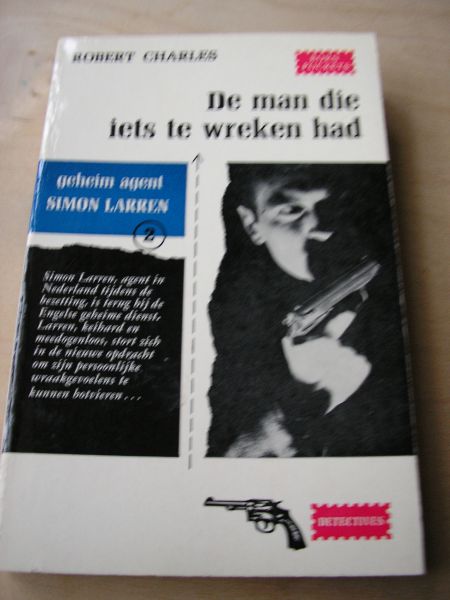 ROBERT CHARLES
De man die
iets te wreken had
geheim agent
SIMON LARREN
2
Simon Larren, agent in
Nederland tijdens de
bezetting, is terug bij de
Engelse geheime dienst,
Larren, keihard en
meedogenloos, stort zich
in de nieuwe opdracht
om zijn persoonlijke
wraakgevoelens te
kunnen botvieren...
DETECTIVES